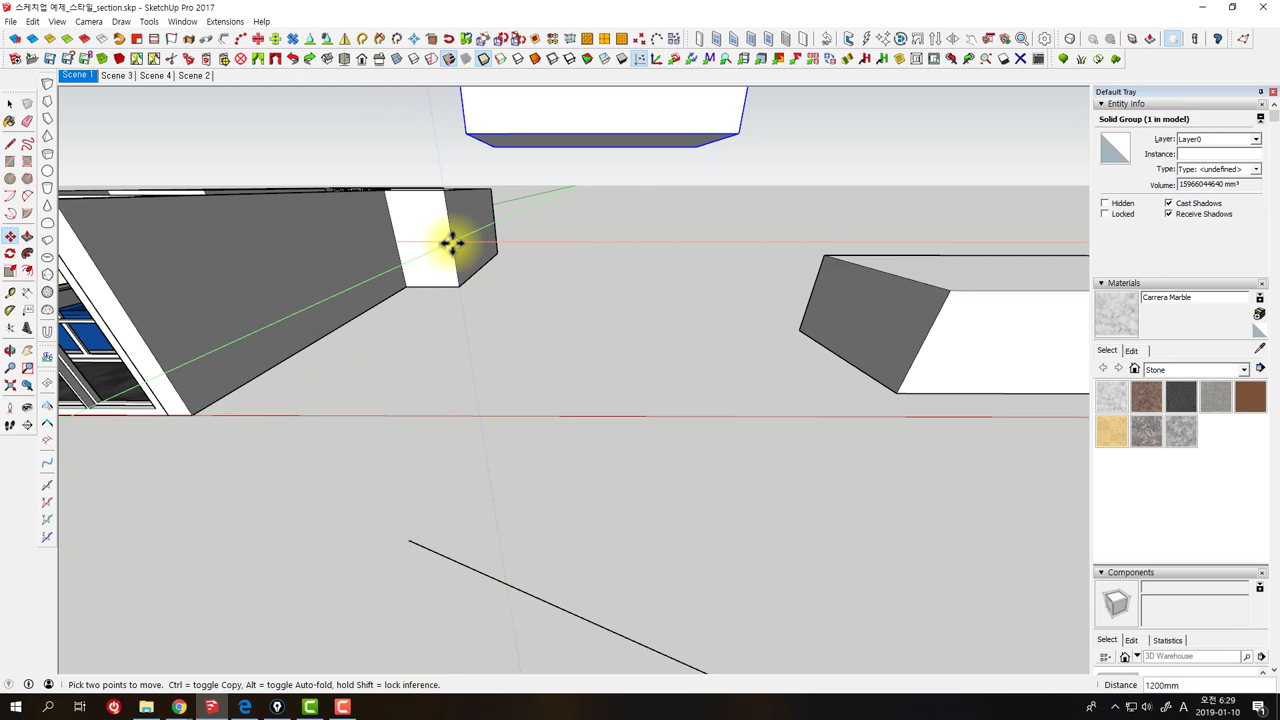 스케치업 예제_스타일_section.skp - SketchUp Pro 2017
File Edit View Camera Draw Tools Window Extensions Help
Scene 1 Scene 3 Scene 4 Scene 2
Default Tray
Entity Info
Solid Group (1 in model)
Layer: Layer0
Instance:
Type: Type: <undefined>
Volume: 15966044640 mm³
Hidden Cast Shadows
Locked Receive Shadows
Materials
Carrera Marble
Select Edit
Stone
Components
Select Edit Statistics
3D Warehouse
Pick two points to move. Ctrl = toggle Copy, Alt = toggle Auto-fold, hold Shift = lock inference.
Distance 1200mm
A 오전 6:29
2019-01-10